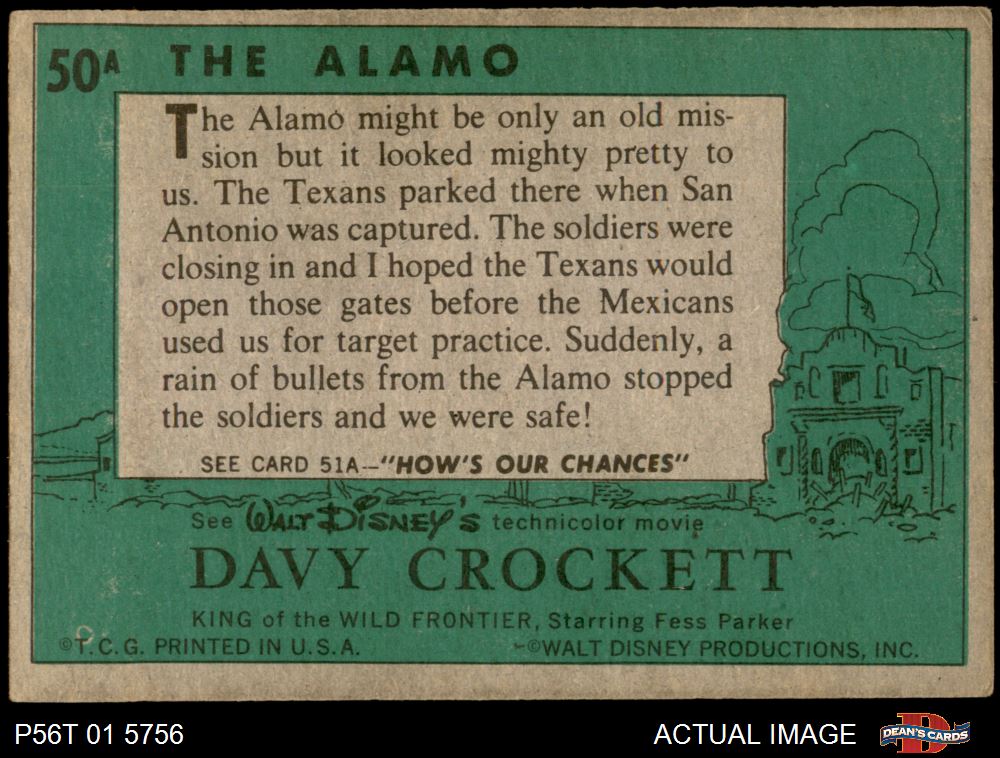 50A THE ALAMO
The Alamo might be only an old mis-
sion but it looked mighty pretty to
us. The Texans parked there when San
Antonio was captured. The soldiers were
closing in and I hoped the Texans would
open those gates before the Mexicans
used us for target practice. Suddenly, a
rain of bullets from the Alamo stopped
the soldiers and we were safe!
SEE CARD 51A—"HOW'S OUR CHANCES"
See WALT DISNEY'S technicolor movie
DAVY CROCKETT
KING of the WILD FRONTIER, Starring Fess Parker
©T.C.G. PRINTED IN U.S.A. ©WALT DISNEY PRODUCTIONS, INC.
P56T 01 5756 ACTUAL IMAGE DEAN'S CARDS